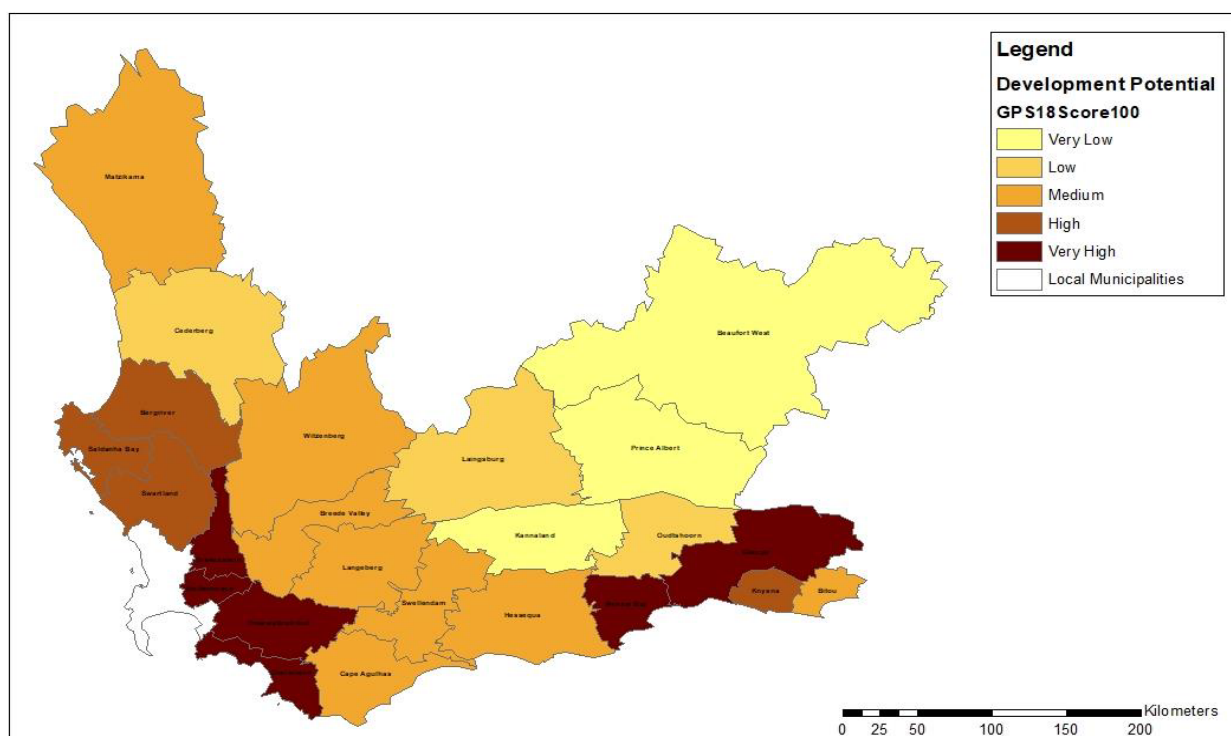 Legend
Development Potential
GPS18Score100
Very Low
Low
Medium
High
Very High
Local Municipalities
Matzikama
Cederberg
Bergriver
Saldanha Bay
Swartland
Witzenberg
Beaufort West
Prince Albert
Laingsburg
Breede Valley
Kannaland
Oudtshoorn
Langeberg
Swellendam
Hessequa
Knysna
Bitou
Cape Agulhas
Kilometers
0 25 50 100 150 200